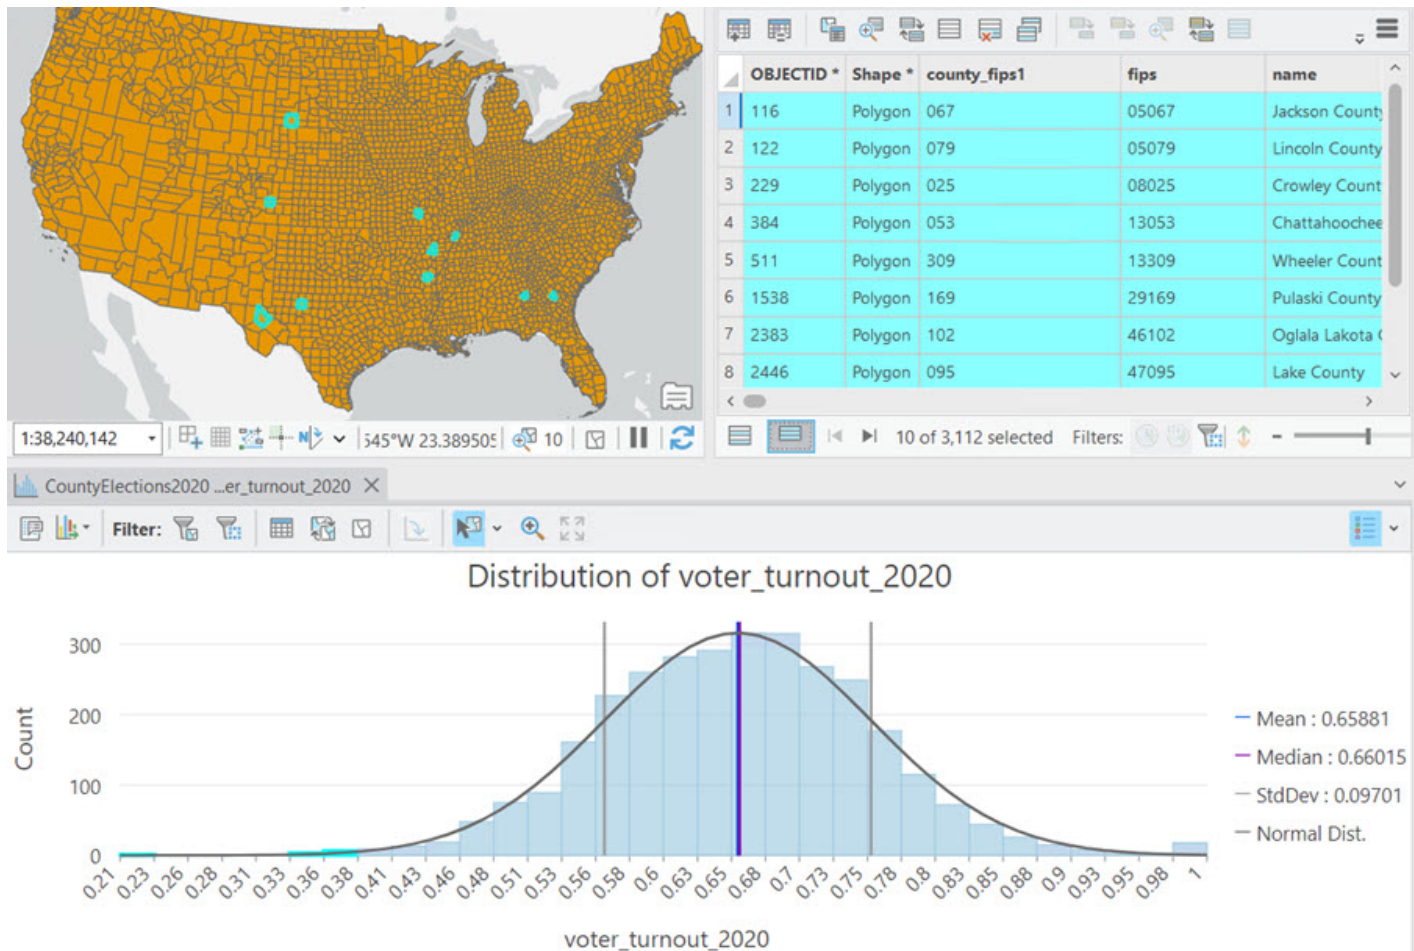 OBJECTID * Shape * county_fips1 fips name
1 116 Polygon 067 05067 Jackson County
2 122 Polygon 079 05079 Lincoln County
3 229 Polygon 025 08025 Crowley Count
4 384 Polygon 053 13053 Chattahoochee
5 511 Polygon 309 13309 Wheeler Count
6 1538 Polygon 169 29169 Pulaski County
7 2383 Polygon 102 46102 Oglala Lakota
8 2446 Polygon 095 47095 Lake County
1:38,240,142 N 545°W 23.389505 10
10 of 3,112 selected Filters:
CountyElections2020 ...er_turnout_2020
Filter:
Distribution of voter_turnout_2020
300
200
100
0
Count
Mean : 0.65881
Median : 0.66015
StdDev : 0.09701
Normal Dist.
0.21 0.23 0.26 0.28 0.31 0.33 0.36 0.38 0.41 0.43 0.46 0.48 0.51 0.53 0.56 0.58 0.6 0.63 0.65 0.68 0.7 0.73 0.75 0.78 0.8 0.83 0.85 0.88 0.9 0.93 0.95 0.98 1
voter_turnout_2020